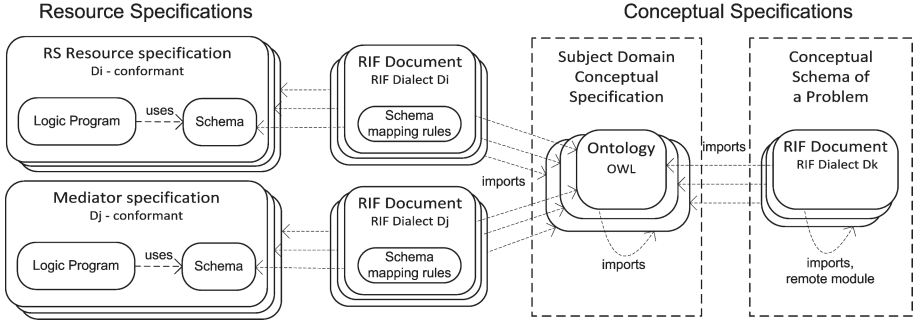 Resource Specifications
Conceptual Specifications
RS Resource specification
Di - conformant
Logic Program
uses
Schema
RIF Document
RIF Dialect Di
Schema
mapping rules
Mediator specification
Dj - conformant
Logic Program
uses
Schema
RIF Document
RIF Dialect Dj
Schema
mapping rules
imports
Subject Domain
Conceptual
Specification
Ontology
OWL
imports
imports
Conceptual
Schema of
a Problem
RIF Document
RIF Dialect Dk
imports,
remote module